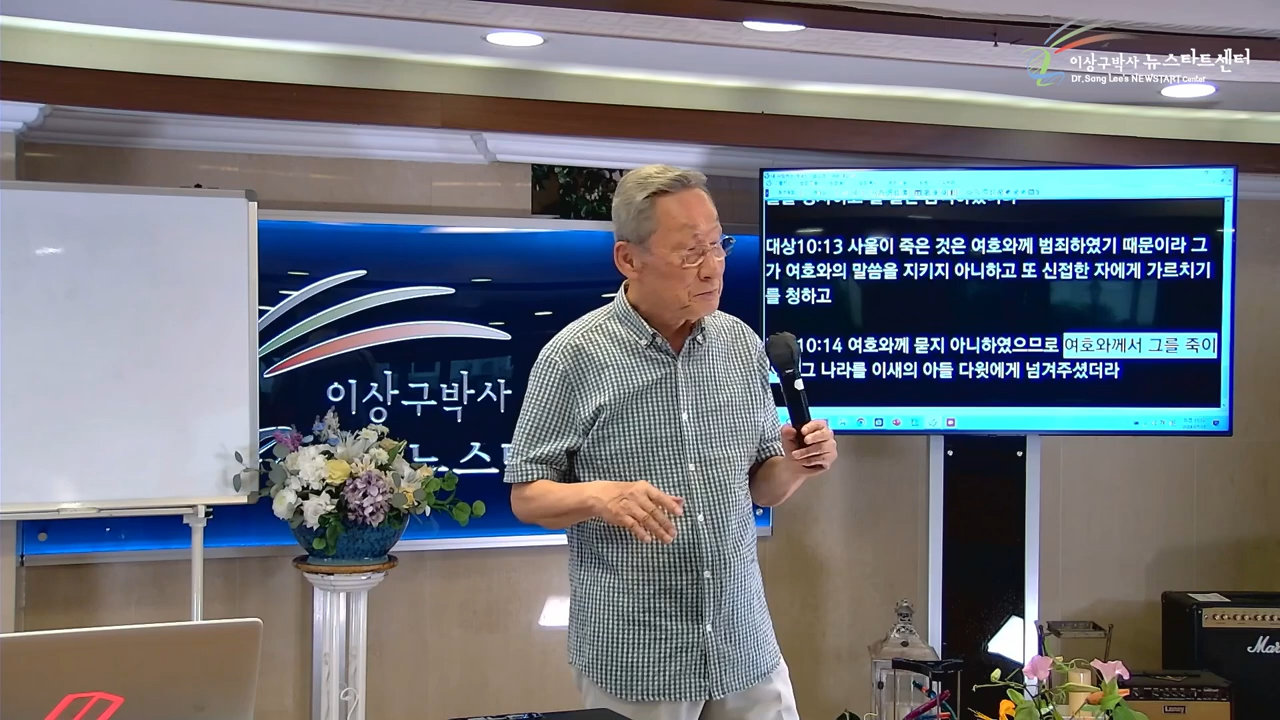 이상구박사 뉴스타트센터
Dr. Sang Lee's NEWSTART Center
대상10:13 사울이 죽은 것은 여호와께 범죄하였기 때문이라 그
가 여호와의 말씀을 지키지 아니하고 또 신접한 자에게 가르치기
를 청하고
10:14 여호와께 묻지 아니하였으므로 여호와께서 그를 죽이
그 나라를 이새의 아들 다윗에게 넘겨주셨더라
이상구박사
뉴스
Mar
Laney